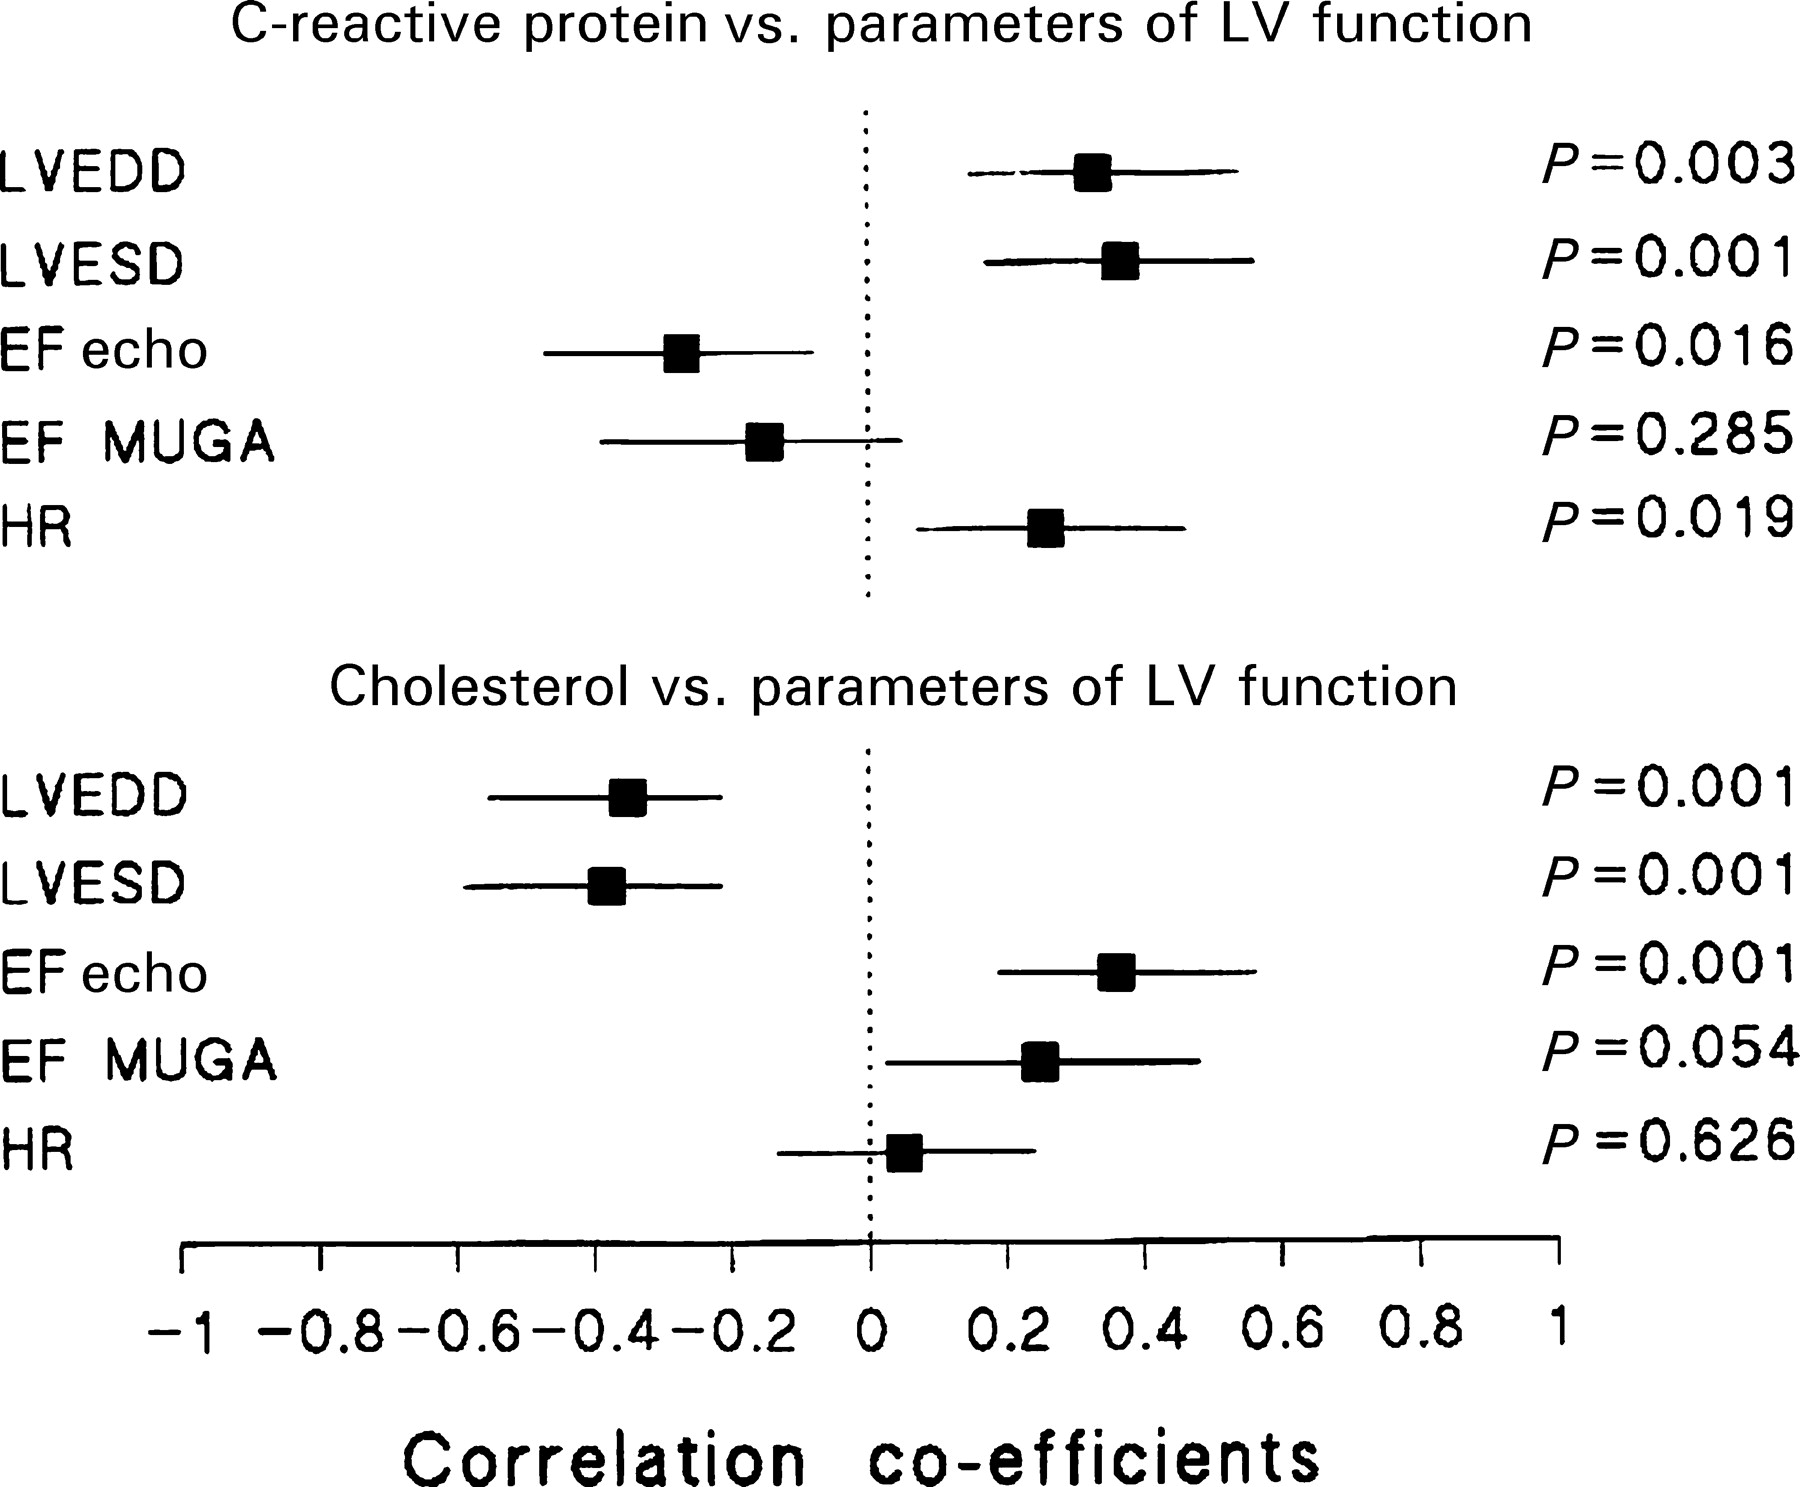 C-reactive protein vs. parameters of LV function
LVEDD P=0.003
LVESD P=0.001
EF echo P=0.016
EF MUGA P=0.285
HR P=0.019
Cholesterol vs. parameters of LV function
LVEDD P=0.001
LVESD P=0.001
EF echo P=0.001
EF MUGA P=0.054
HR P=0.626
−1 −0.8 −0.6 −0.4 −0.2 0 0.2 0.4 0.6 0.8 1
Correlation co-efficients